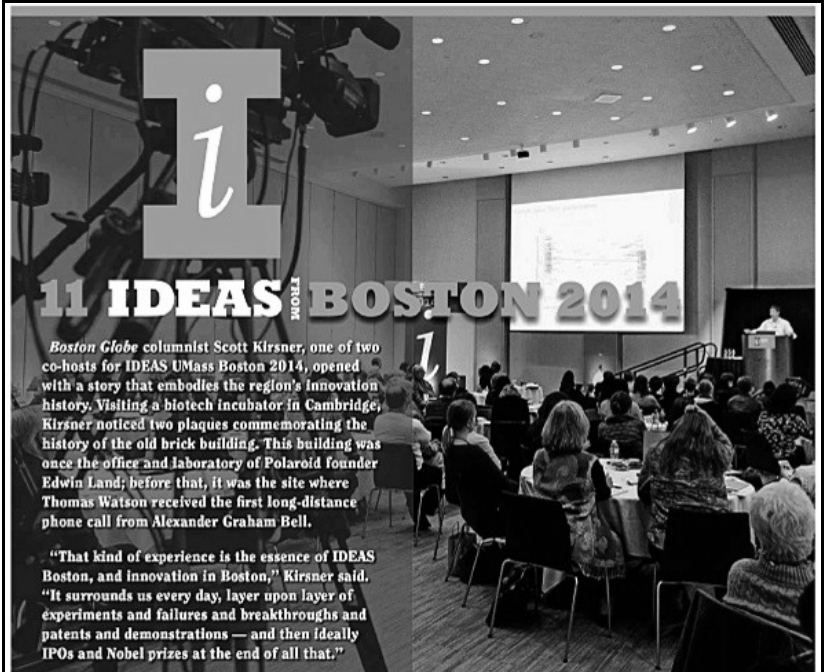 i
11 IDEAS FROM BOSTON 2014
Boston Globe columnist Scott Kirsner, one of two
co-hosts for IDEAS UMass Boston 2014, opened
with a story that embodies the region's innovation
history. Visiting a biotech incubator in Cambridge,
Kirsner noticed two plaques commemorating the
history of the old brick building. This building was
once the office and laboratory of Polaroid founder
Edwin Land; before that, it was the site where
Thomas Watson received the first long-distance
phone call from Alexander Graham Bell.
“That kind of experience is the essence of IDEAS
Boston, and innovation in Boston,” Kirsner said.
“It surrounds us every day, layer upon layer of
experiments and failures and breakthroughs and
patents and demonstrations — and then ideally
IPOs and Nobel prizes at the end of all that.”
i